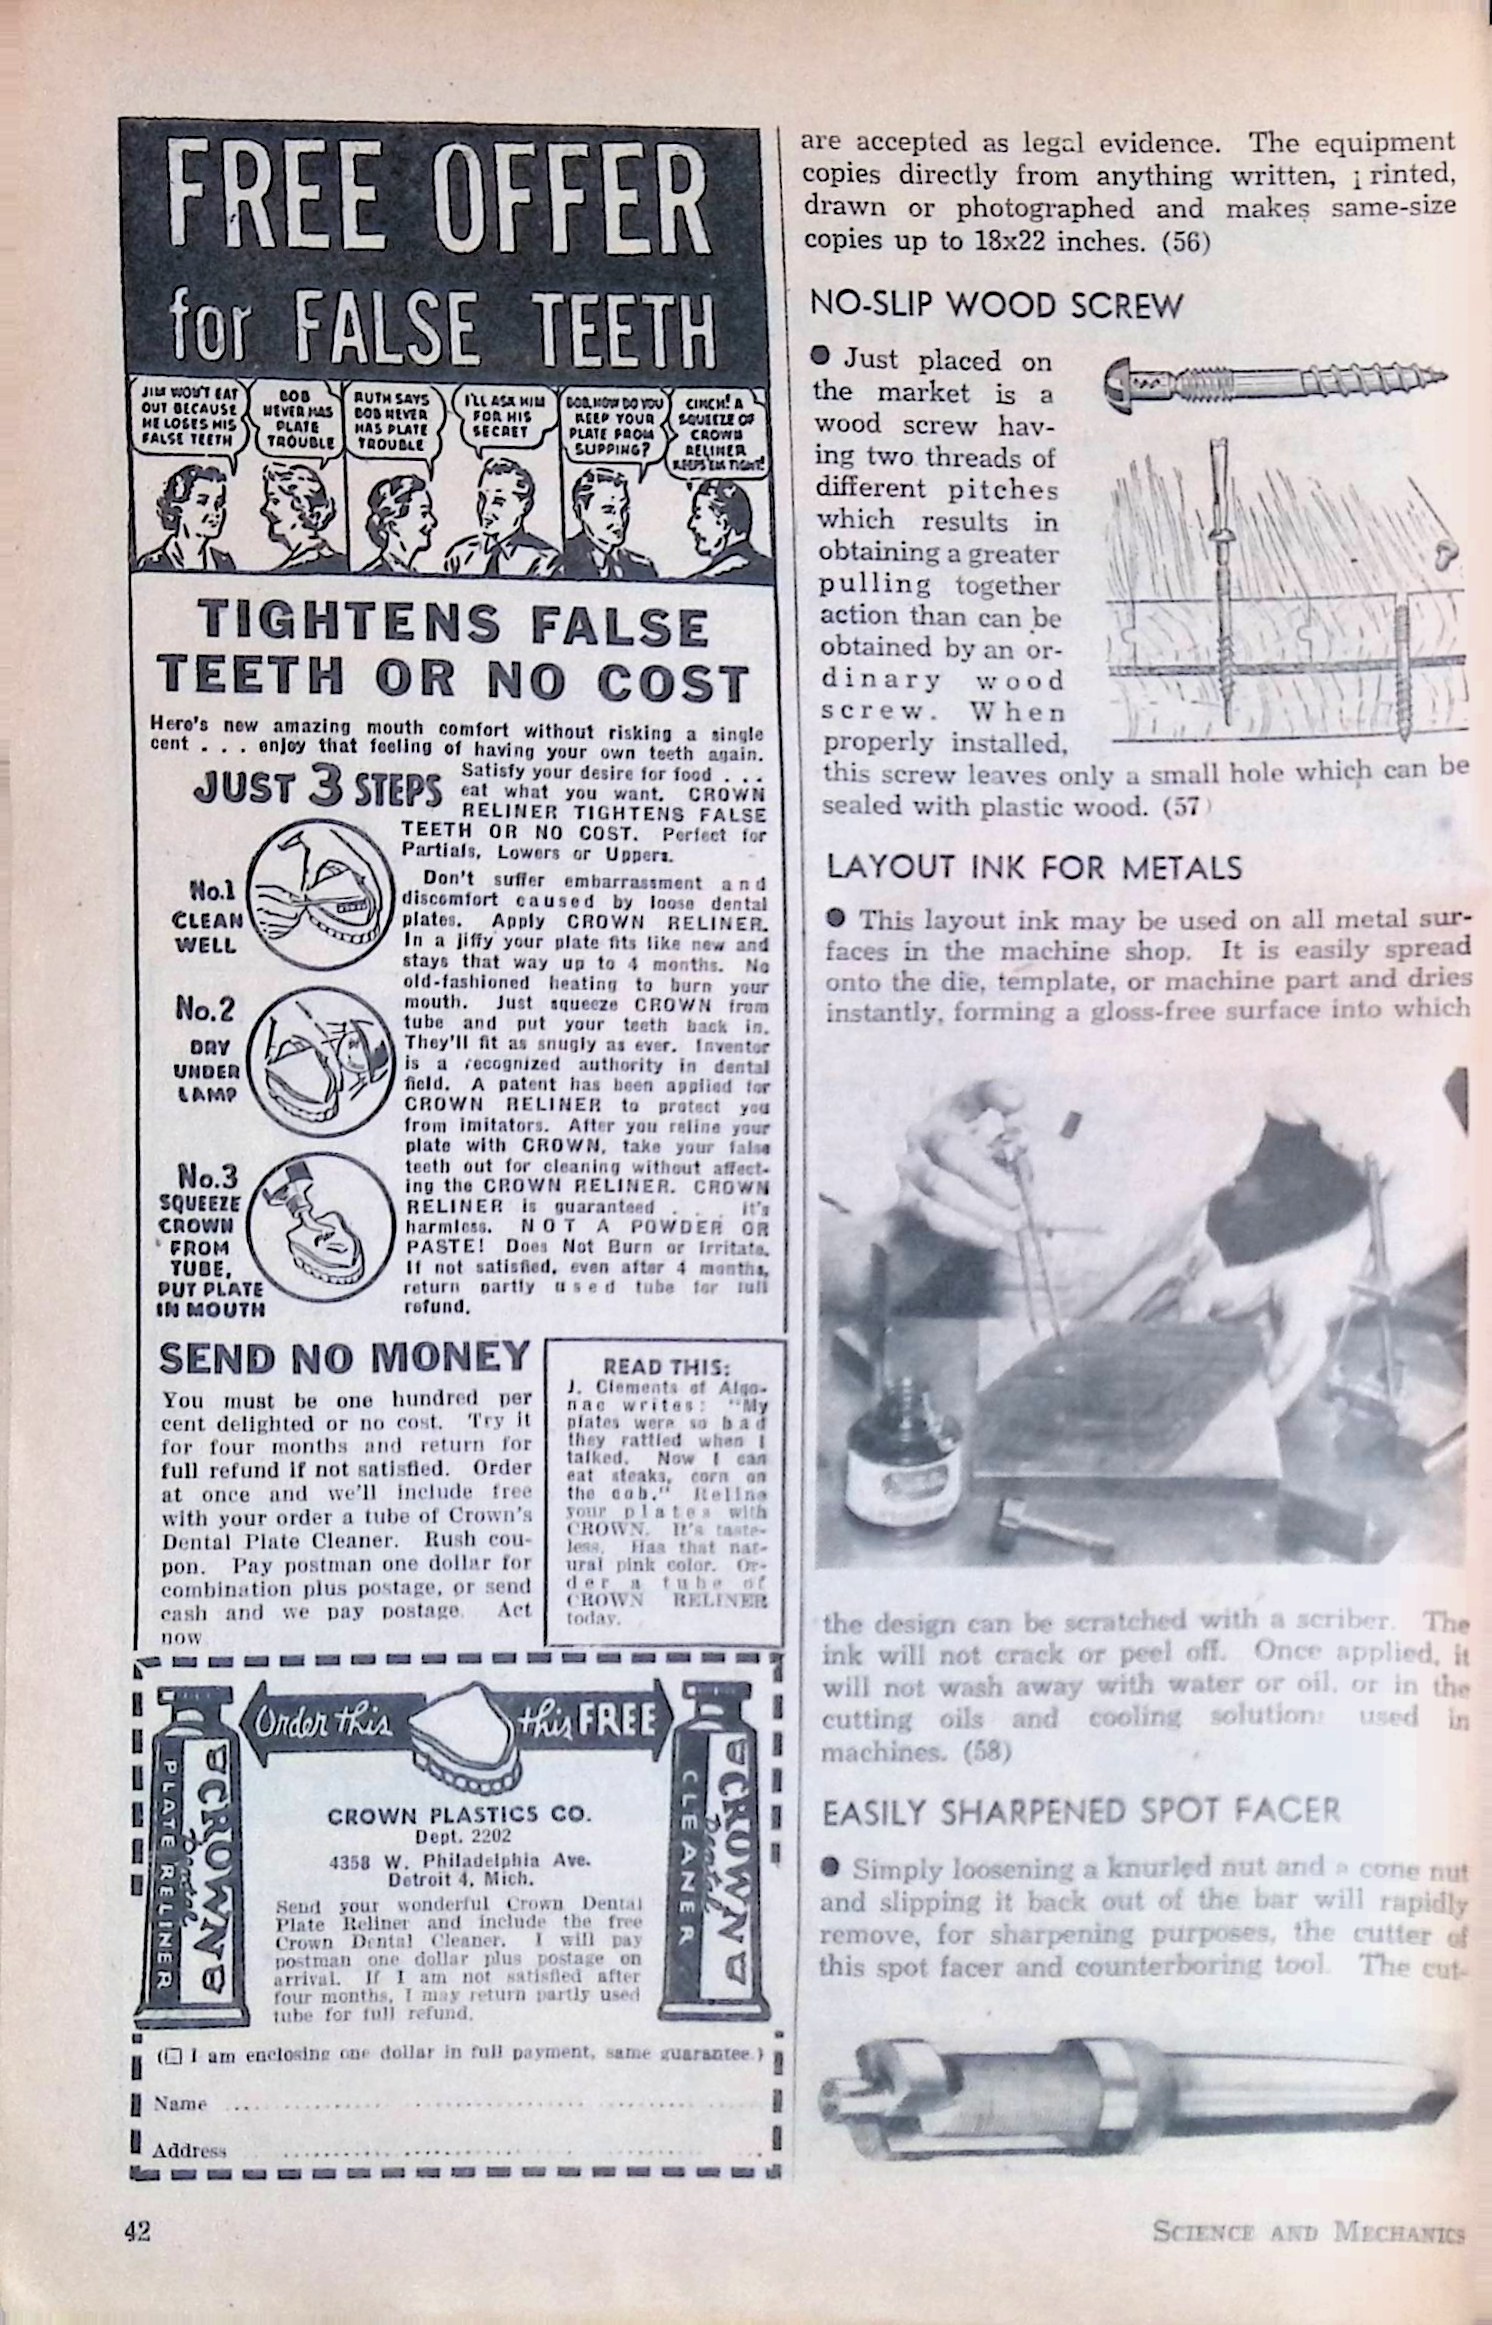 FREE OFFER
for FALSE TEETH
JIM WON'T EAT
OUT BECAUSE
HE LOSES HIS
FALSE TEETH
BOB
NEVER HAS
PLATE
TROUBLE
RUTH SAYS
BOB NEVER
HAS PLATE
TROUBLE
I'LL ASK HIM
FOR HIS
SECRET
BOB, HOW DO YOU
KEEP YOUR
PLATE FROM
SLIPPING?
CINCH! A
SQUEEZE OF
CROWN
RELINER
KEEPS 'EM TIGHT!
TIGHTENS FALSE
TEETH OR NO COST
Here's new amazing mouth comfort without risking a single
cent . . . enjoy that feeling of having your own teeth again.
JUST 3 STEPS
Satisfy your desire for food . . .
eat what you want. CROWN
RELINER TIGHTENS FALSE
TEETH OR NO COST. Perfect for
Partials, Lowers or Uppers.
Don't suffer embarrassment and
discomfort caused by loose dental
plates. Apply CROWN RELINER.
In a jiffy your plate fits like new and
stays that way up to 4 months. No
old-fashioned heating to burn your
mouth. Just squeeze CROWN from
tube and put your teeth back in.
They'll fit as snugly as ever. Inventor
is a recognized authority in dental
field. A patent has been applied for
CROWN RELINER to protect you
from imitators. After you reline your
plate with CROWN, take your false
teeth out for cleaning without affect-
ing the CROWN RELINER. CROWN
RELINER is guaranteed . . . it's
harmless. NOT A POWDER OR
PASTE! Does Not Burn or Irritate.
If not satisfied, even after 4 months,
return partly used tube for full
refund.
No.1
CLEAN
WELL
No.2
DRY
UNDER
LAMP
No.3
SQUEEZE
CROWN
FROM
TUBE,
PUT PLATE
IN MOUTH
SEND NO MONEY
You must be one hundred per
cent delighted or no cost. Try it
for four months and return for
full refund if not satisfied. Order
at once and we'll include free
with your order a tube of Crown's
Dental Plate Cleaner. Rush cou-
pon. Pay postman one dollar for
combination plus postage, or send
cash and we pay postage. Act
now
READ THIS:
J. Clements of Algo-
nac writes: "My
plates were so bad
they rattled when I
talked. Now I can
eat steaks, corn on
the cob." Reline
your plates with
CROWN. It's taste-
less. Has that nat-
ural pink color. Or-
der a tube of
CROWN RELINER
today.
Order this
this FREE
CROWN
Dental
PLATE RELINER
CROWN
Dental
CLEANER
CROWN PLASTICS CO.
Dept. 2202
4358 W. Philadelphia Ave.
Detroit 4, Mich.
Send your wonderful Crown Dental
Plate Reliner and include the free
Crown Dental Cleaner. I will pay
postman one dollar plus postage on
arrival. If I am not satisfied after
four months, I may return partly used
tube for full refund.
(☐ I am enclosing one dollar in full payment, same guarantee.)
Name
Address
42
are accepted as legal evidence. The equipment
copies directly from anything written, printed,
drawn or photographed and makes same-size
copies up to 18x22 inches. (56)
NO-SLIP WOOD SCREW
● Just placed on
the market is a
wood screw hav-
ing two threads of
different pitches
which results in
obtaining a greater
pulling together
action than can be
obtained by an or-
dinary wood
screw. When
properly installed,
this screw leaves only a small hole which can be
sealed with plastic wood. (57)
LAYOUT INK FOR METALS
● This layout ink may be used on all metal sur-
faces in the machine shop. It is easily spread
onto the die, template, or machine part and dries
instantly, forming a gloss-free surface into which
the design can be scratched with a scriber. The
ink will not crack or peel off. Once applied, it
will not wash away with water or oil, or in the
cutting oils and cooling solutions used in
machines. (58)
EASILY SHARPENED SPOT FACER
● Simply loosening a knurled nut and a cone nut
and slipping it back out of the bar will rapidly
remove, for sharpening purposes, the cutter of
this spot facer and counterboring tool. The cut-
SCIENCE AND MECHANICS